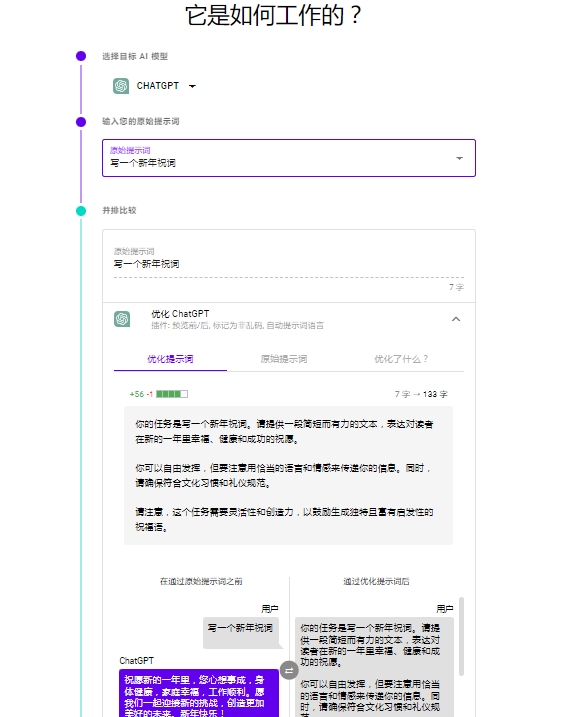 它是如何工作的？
选择目标 AI 模型
CHATGPT
输入您的原始提示词
原始提示词
写一个新年祝词
并排比较
原始提示词
写一个新年祝词
7 字
优化 ChatGPT
插件: 预览前/后, 标记为非乱码, 自动提示词语言
优化提示词 原始提示词 优化了什么？
+56 -1 7 字 → 133 字
你的任务是写一个新年祝词。请提供一段简短而有力的文本，表达对读者
在新的一年里幸福、健康和成功的祝愿。
你可以自由发挥，但要注意用恰当的语言和情感来传递你的信息。同时，
请确保符合文化习惯和礼仪规范。
请注意，这个任务需要灵活性和创造力，以鼓励生成独特且富有启发性的
祝福语。
在通过原始提示词之前
用户
写一个新年祝词
ChatGPT
祝愿新的一年里，您心想事成，身
体健康，家庭幸福，工作顺利。愿
我们一起迎接新的挑战，创造更加
美好的未来。新年快乐！
通过优化提示词后
用户
你的任务是写一个新年祝词。请提
供一段简短而有力的文本，表达对
读者在新的一年里幸福、健康和成
功的祝愿。
你可以自由发挥，但要注意用恰当
的语言和情感来传递你的信息。同
时，请确保符合文化习惯和礼仪规
范。